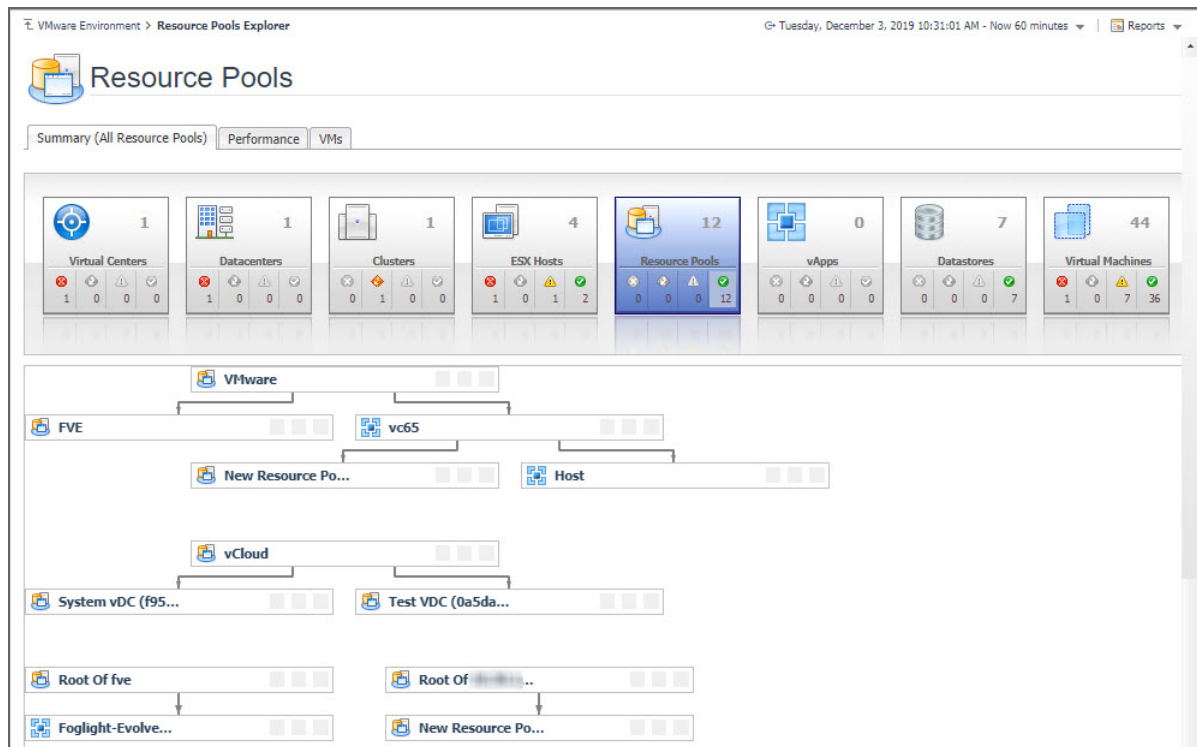 VMware Environment > Resource Pools Explorer
Tuesday, December 3, 2019 10:31:01 AM - Now 60 minutes
Reports
Resource Pools
Summary (All Resource Pools) Performance VMs
1 1 1 4 12 0 7 44
Virtual Centers Datacenters Clusters ESX Hosts Resource Pools vApps Datastores Virtual Machines
1 0 0 0 1 0 0 0 0 1 0 0 1 0 1 2 0 0 0 12 0 0 0 0 0 0 0 7 1 0 7 36
VMware
FVE vc65
New Resource Po... Host
vCloud
System vDC (f95... Test VDC (0a5da...
Root Of fve Root Of ...
Foglight-Evolve... New Resource Po...